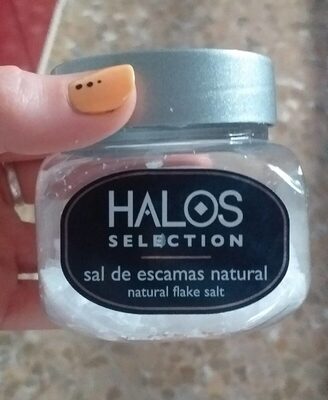 HALOS
SELECTION
sal de escamas natural
natural flake salt